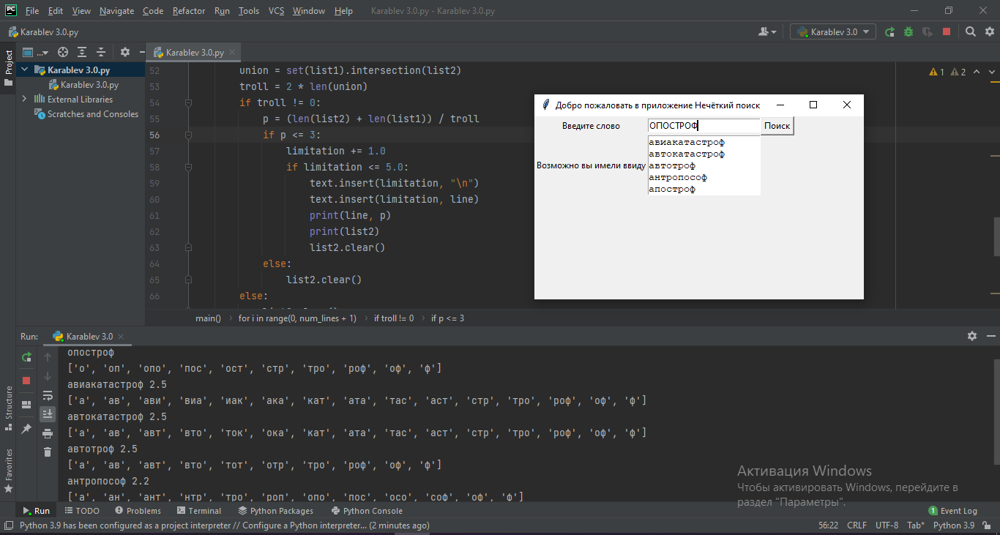 PC File Edit View Navigate Code Refactor Run Tools VCS Window Help Karablev 3.0.py - Karablev 3.0.py
Karablev 3.0.py
Karablev 3.0
Project
...
Karablev 3.0.py
Karablev 3.0.py
Karablev 3.0.py
External Libraries
Scratches and Consoles
1 2
52 union = set(list1).intersection(list2)
53 troll = 2 * len(union)
54 if troll != 0:
55 p = (len(list2) + len(list1)) / troll
56 if p <= 3:
57 limitation += 1.0
58 if limitation <= 5.0:
59 text.insert(limitation, "\n")
60 text.insert(limitation, line)
61 print(line, p)
62 print(list2)
63 list2.clear()
64 else:
65 list2.clear()
66 else:
main() for i in range(0, num_lines + 1) if troll != 0 if p <= 3
Добро пожаловать в приложение Нечёткий поиск
Введите слово ОПОСТРОФ Поиск
Возможно вы имели ввиду
авиакатастроф
автокатастроф
автотроф
антропософ
апостроф
Run: Karablev 3.0
опостроф
['о', 'оп', 'опо', 'пос', 'ост', 'стр', 'тро', 'роф', 'оф', 'ф']
авиакатастроф 2.5
['а', 'ав', 'ави', 'виа', 'иак', 'ака', 'кат', 'ата', 'тас', 'аст', 'стр', 'тро', 'роф', 'оф', 'ф']
автокатастроф 2.5
['а', 'ав', 'авт', 'вто', 'ток', 'ока', 'кат', 'ата', 'тас', 'аст', 'стр', 'тро', 'роф', 'оф', 'ф']
автотроф 2.5
['а', 'ав', 'авт', 'вто', 'тот', 'отр', 'тро', 'роф', 'оф', 'ф']
антропософ 2.2
['а', 'ан', 'ант', 'нтр', 'тро', 'роп', 'опо', 'пос', 'осо', 'соф', 'оф', 'ф']
Structure
Favorites
Активация Windows
Чтобы активировать Windows, перейдите в
раздел "Параметры".
Run TODO Problems Terminal Python Packages Python Console 1 Event Log
Python 3.9 has been configured as a project interpreter // Configure a Python interpreter... (2 minutes ago) 56:22 CRLF UTF-8 Tab* Python 3.9